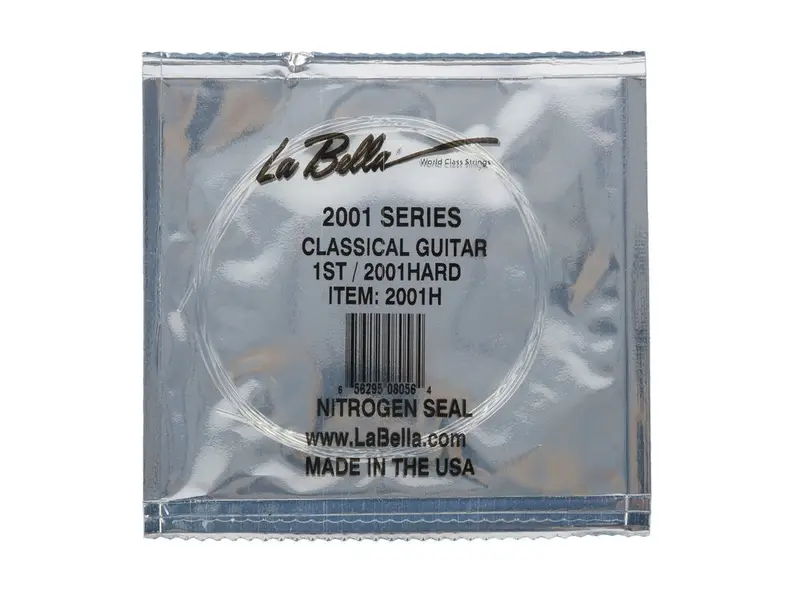 La Bella World Class Strings
2001 SERIES
CLASSICAL GUITAR
1ST / 2001HARD
ITEM: 2001H
6 56295 08056 4
NITROGEN SEAL
www.LaBella.com
MADE IN THE USA